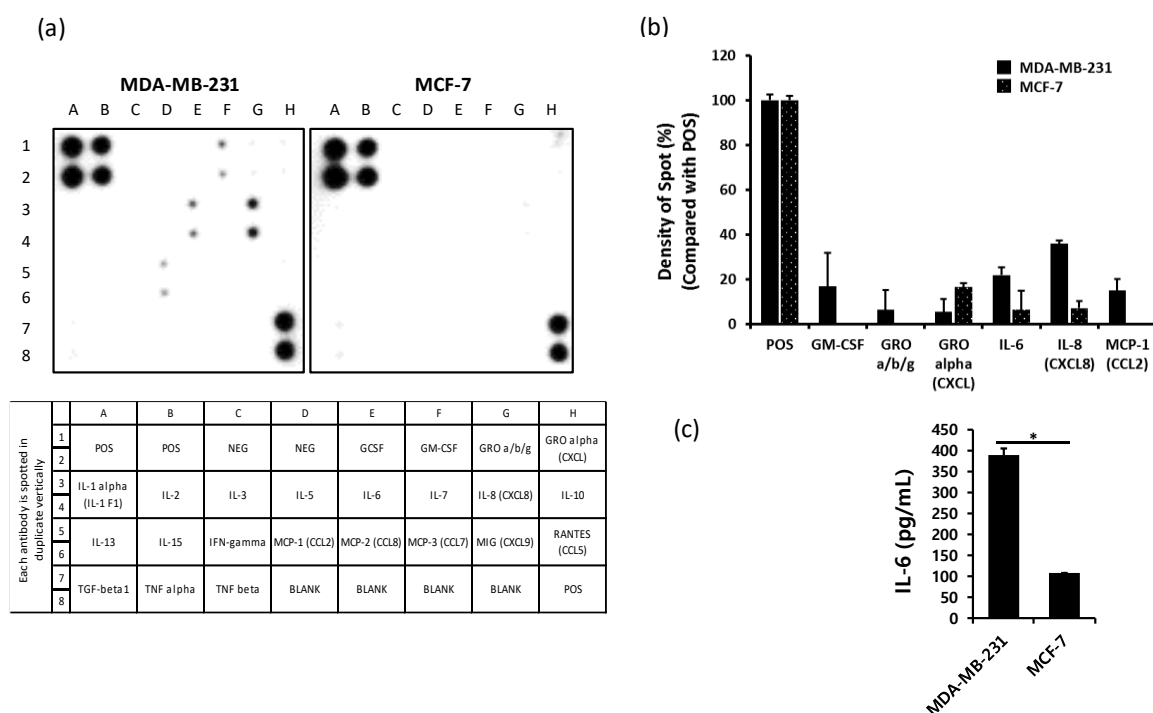 (a)
MDA-MB-231 MCF-7
A B C D E F G H A B C D E F G H
1
2
3
4
5
6
7
8
Each antibody is spotted in
duplicate vertically
A B C D E F G H
1
2
POS POS NEG NEG GCSF GM-CSF GRO a/b/g GRO alpha
(CXCL)
3
4
IL-1 alpha
(IL-1 F1) IL-2 IL-3 IL-5 IL-6 IL-7 IL-8 (CXCL8) IL-10
5
6
IL-13 IL-15 IFN-gamma MCP-1 (CCL2) MCP-2 (CCL8) MCP-3 (CCL7) MIG (CXCL9) RANTES
(CCL5)
7
8
TGF-beta1 TNF alpha TNF beta BLANK BLANK BLANK BLANK POS
(b)
Density of Spot (%)
(Compared with POS)
120
100
80
60
40
20
0
MDA-MB-231
MCF-7
POS GM-CSF GRO GRO IL-6 IL-8 MCP-1
a/b/g alpha (CXCL8) (CCL2)
(CXCL)
(c)
IL-6 (pg/mL)
450
400
350
300
250
200
150
100
50
0
*
MDA-MB-231
MCF-7